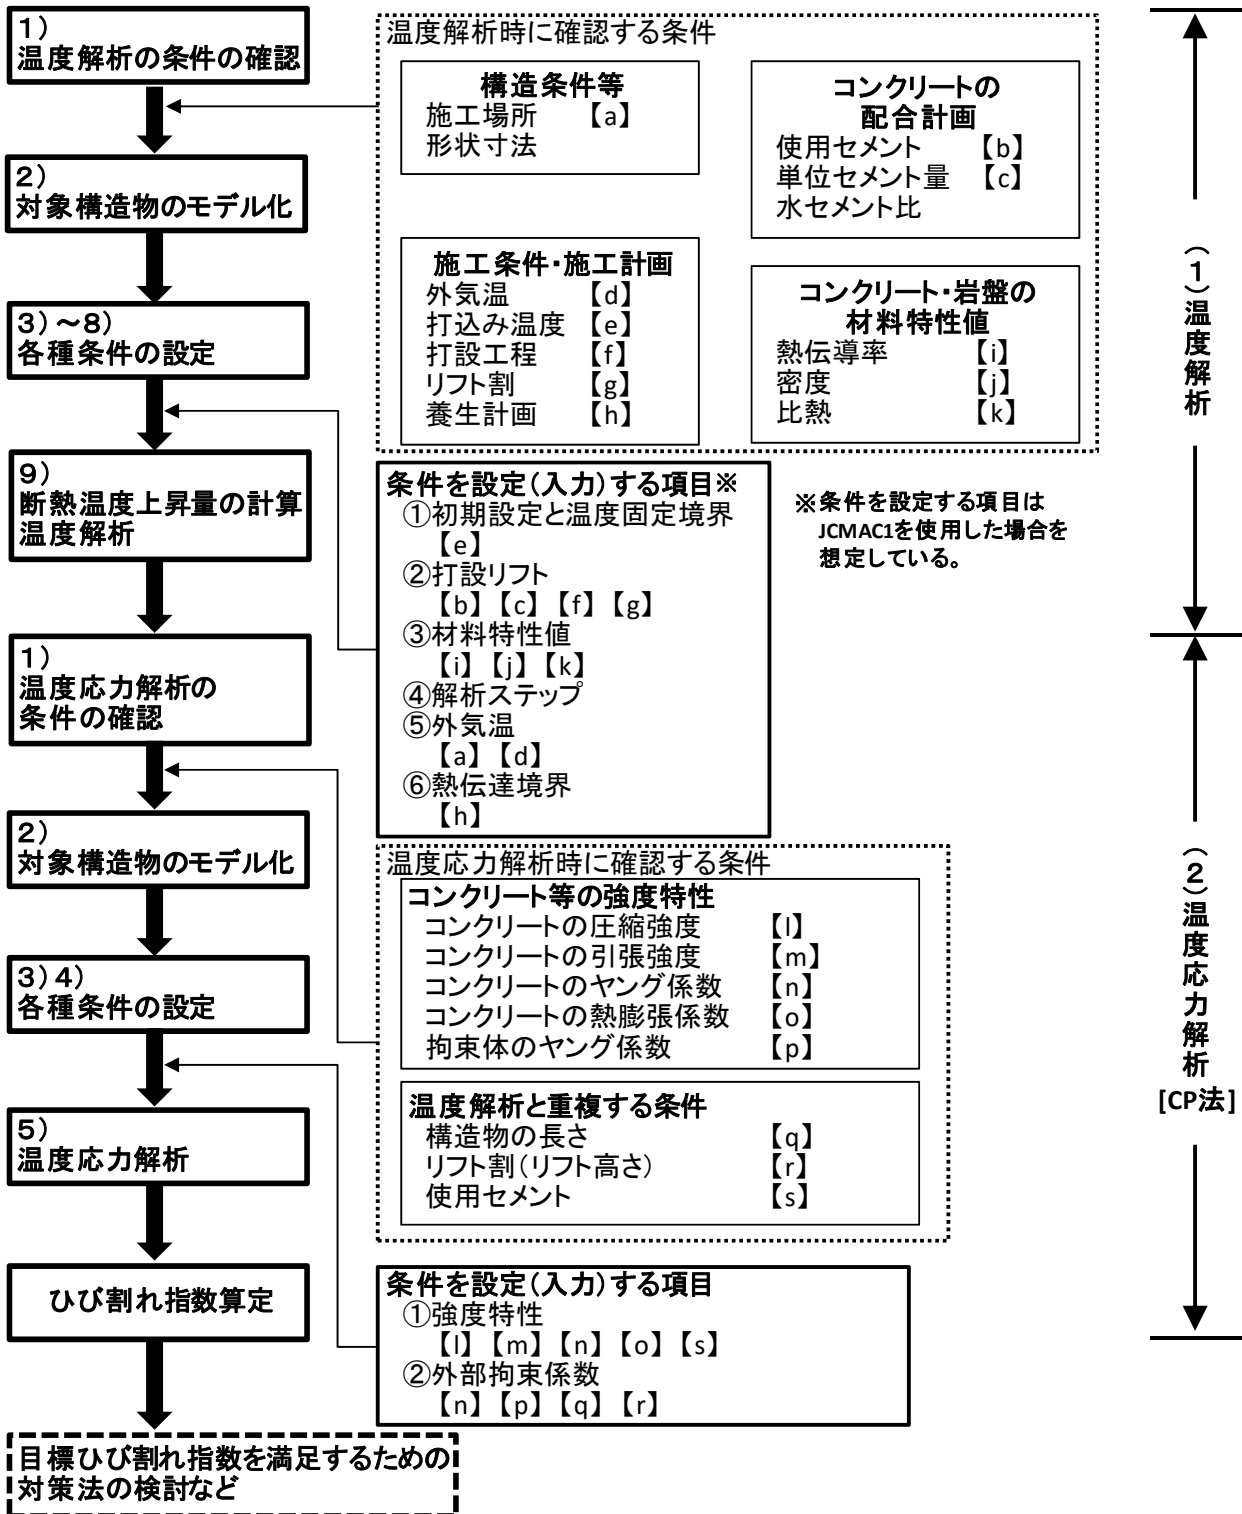 1）
温度解析の条件の確認
2）
対象構造物のモデル化
3）～8）
各種条件の設定
9）
断熱温度上昇量の計算
温度解析
1）
温度応力解析の
条件の確認
2）
対象構造物のモデル化
3）4）
各種条件の設定
5）
温度応力解析
ひび割れ指数算定
目標ひび割れ指数を満足するための
対策法の検討など
温度解析時に確認する条件
構造条件等
施工場所 【a】
形状寸法
コンクリートの
配合計画
使用セメント 【b】
単位セメント量 【c】
水セメント比
施工条件・施工計画
外気温 【d】
打込み温度 【e】
打設工程 【f】
リフト割 【g】
養生計画 【h】
コンクリート・岩盤の
材料特性値
熱伝導率 【i】
密度 【j】
比熱 【k】
条件を設定（入力）する項目※
①初期設定と温度固定境界
【e】
②打設リフト
【b】【c】【f】【g】
③材料特性値
【i】【j】【k】
④解析ステップ
⑤外気温
【a】【d】
⑥熱伝達境界
【h】
※条件を設定する項目は
JCMAC1を使用した場合を
想定している。
温度応力解析時に確認する条件
コンクリート等の強度特性
コンクリートの圧縮強度 【l】
コンクリートの引張強度 【m】
コンクリートのヤング係数 【n】
コンクリートの熱膨張係数 【o】
拘束体のヤング係数 【p】
温度解析と重複する条件
構造物の長さ 【q】
リフト割（リフト高さ） 【r】
使用セメント 【s】
条件を設定（入力）する項目
①強度特性
【l】【m】【n】【o】【s】
②外部拘束係数
【n】【p】【q】【r】
（1）温度解析
（2）温度応力解析
[CP法]